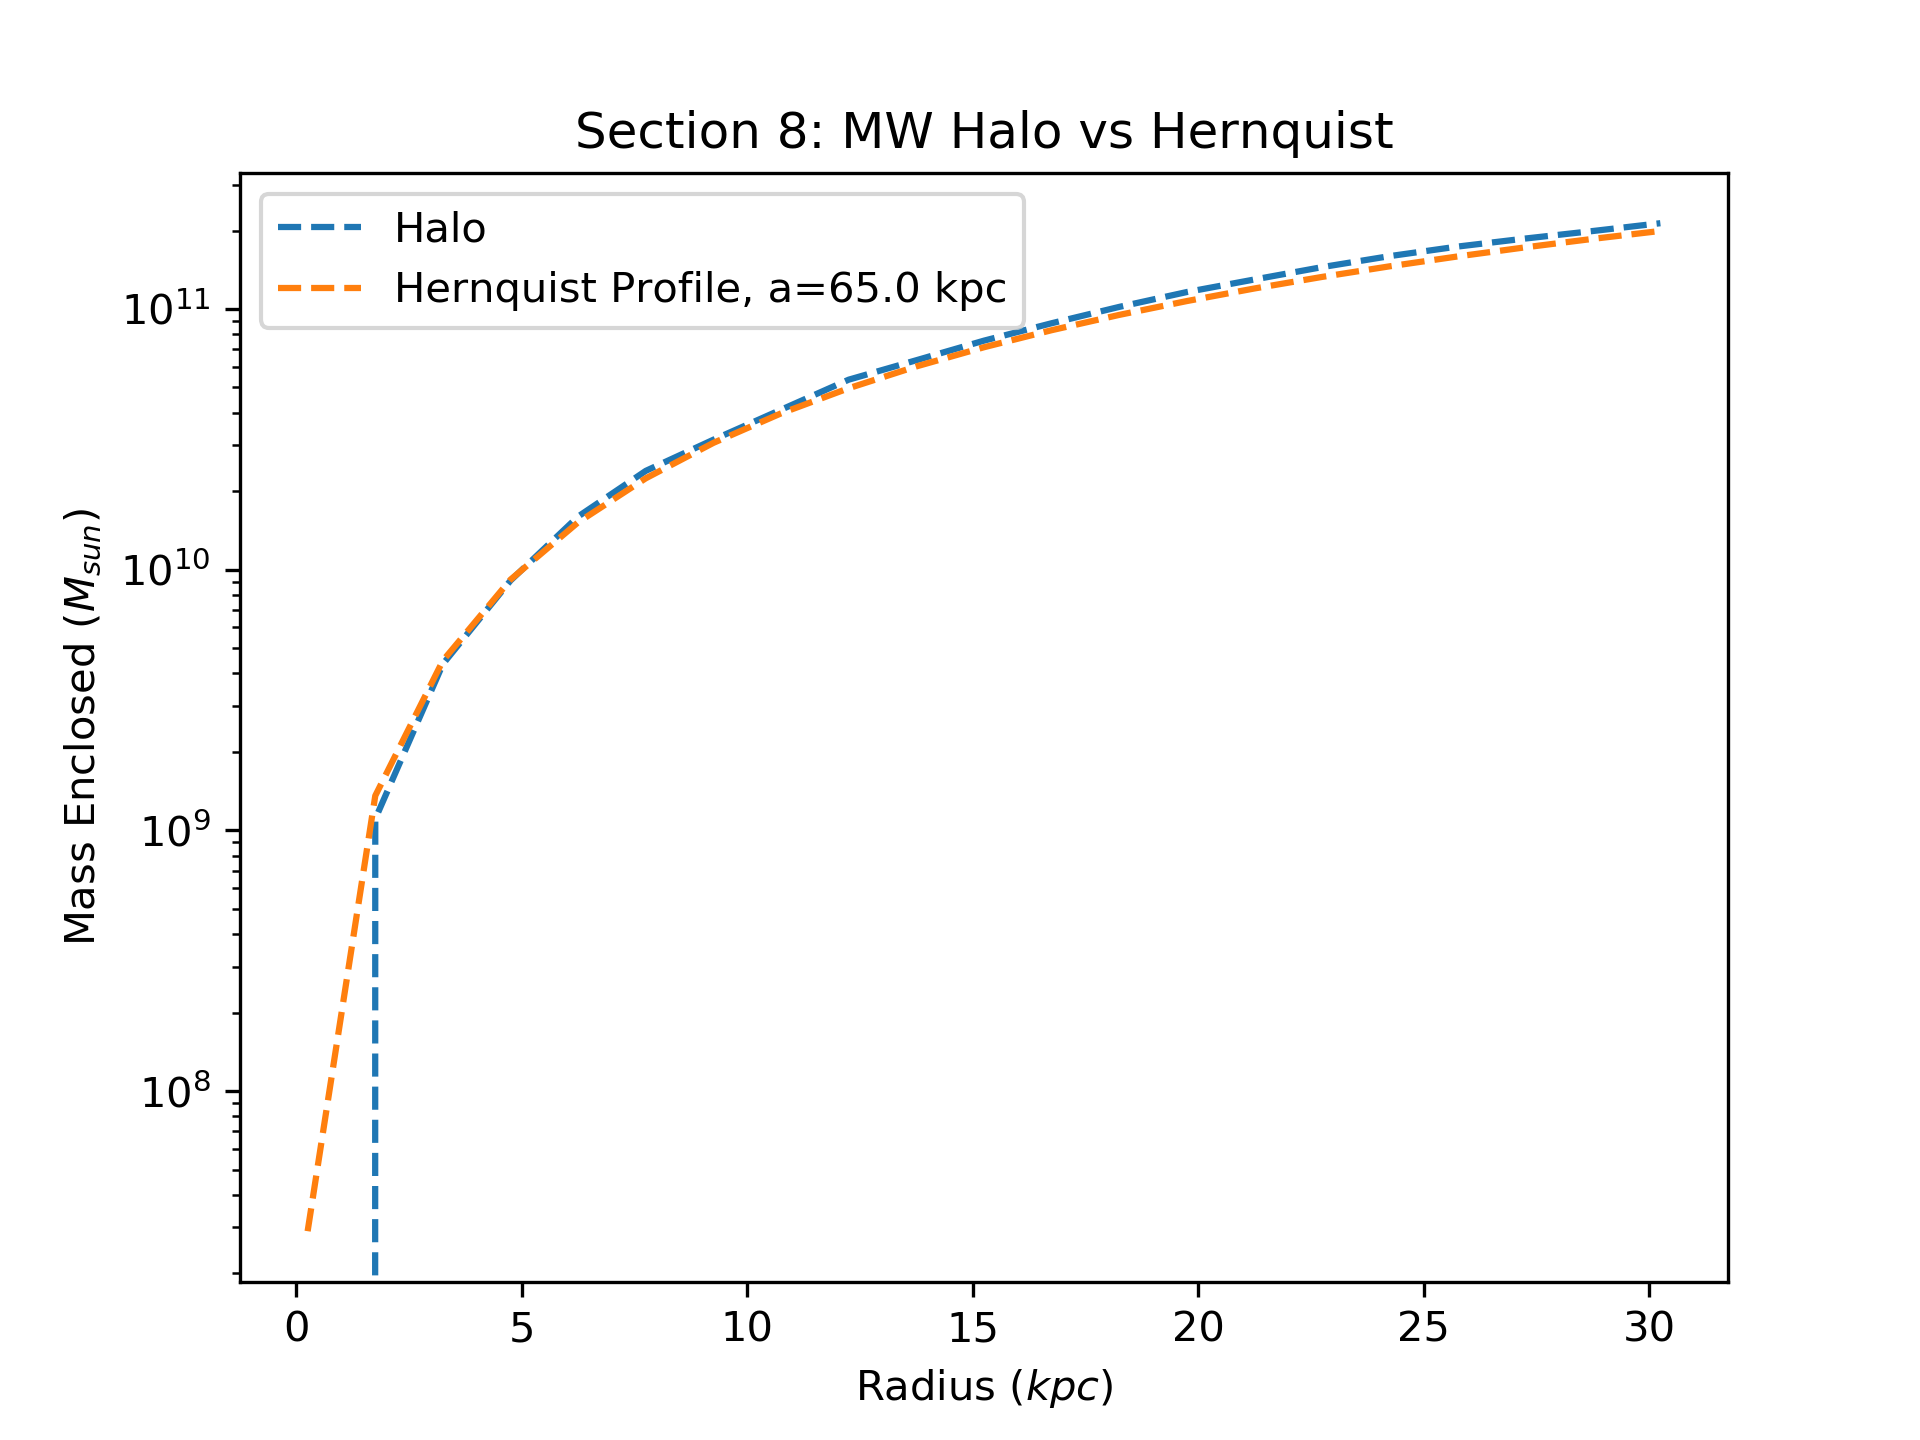 Section 8: MW Halo vs Hernquist
Halo
Hernquist Profile, a=65.0 kpc
Mass Enclosed (M_sun)
10^11
10^10
10^9
10^8
0 5 10 15 20 25 30
Radius (kpc)